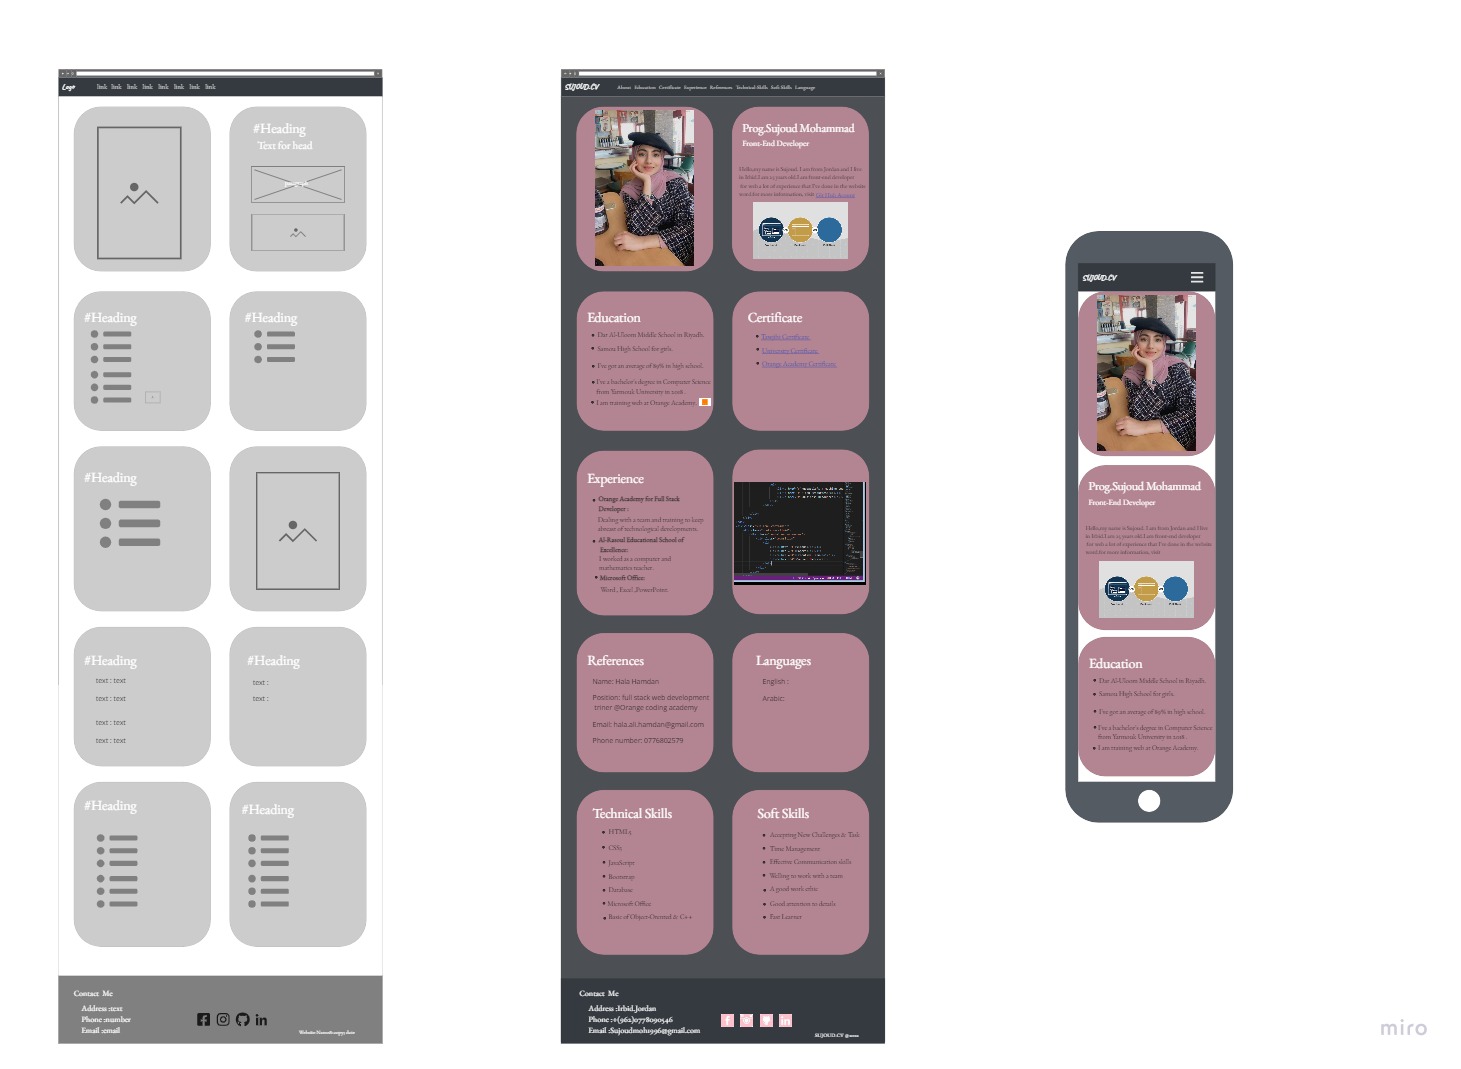 Logo
link link link link link link link link
#Heading
Text for head
#Heading
#Heading
#Heading
#Heading
text : text
text : text
text : text
text : text
#Heading
text :
text :
#Heading
#Heading
Contact Me
Address :text
Phone :number
Email :email
SUJOUD.CV
About Education Certificate Experience References Technical Skills Soft Skills Language
Prog.Sujoud Mohammad
Front-End Developer
Hello,my name is Sujoud. I am from Jordan and I live
in Irbid.I am 25 years old.I am front-end developer
for web a lot of experience that I've done in the website
word.for more information, visit
Education
Dar Al-Uloom Middle School in Riyadh.
Samou High School for girls.
I've got an average of 89% in high school.
I've a bachelor's degree in Computer Science
from Yarmouk University in 2018.
I am training web at Orange Academy.
Certificate
Tawjihi Certificate.
University Certificate.
Orange Academy Certificate.
Experience
Orange Academy for Full Stack
Developer :
Dealing with a team and training to keep
abreast of technological developments.
Al-Rasoul Educational School of
Excellence:
I worked as a computer and
mathematics teacher.
Microsoft Office:
Word , Excel ,PowerPoint.
References
Name: Hala Hamdan
Position: full stack web development
triner @Orange coding academy
Email: hala.ali.hamdan@gmail.com
Phone number: 0776802579
Languages
English :
Arabic:
Technical Skills
HTML5
CSS3
JavaScript
Bootstrap
Database
Microsoft Office
Basic of Object-Oriented & C++
Soft Skills
Accepting New Challenges & Task
Time Management
Effective Communication skills
Welling to work with a team
A good work ethic
Good attention to details
Fast Learner
Contact Me
Address :Irbid,Jordan
Phone :+(962)0778090546
Email :Sujoudmoh1996@gmail.com
SUJOUD.CV
SUJOUD.CV
Prog.Sujoud Mohammad
Front-End Developer
Hello,my name is Sujoud. I am from Jordan and I live
in Irbid.I am 25 years old.I am front-end developer
for web a lot of experience that I've done in the website
word.for more information, visit
Education
Dar Al-Uloom Middle School in Riyadh.
Samou High School for girls.
I've got an average of 89% in high school.
I've a bachelor's degree in Computer Science
from Yarmouk University in 2018.
I am training web at Orange Academy.
miro